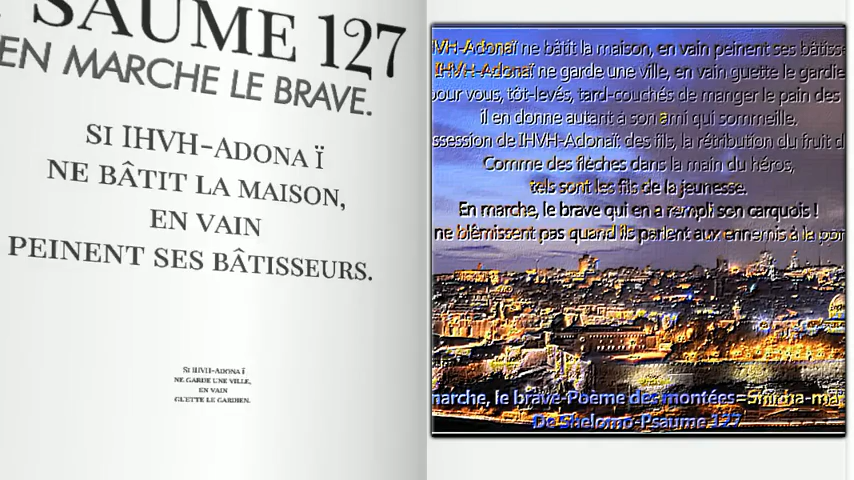 SAUME 127
EN MARCHE LE BRAVE.
SI IHVH-ADONA Ï
NE BÂTIT LA MAISON,
EN VAIN
PEINENT SES BÂTISSEURS.
SI IHVH-ADONA Ï
NE GARDE UNE VILLE,
EN VAIN
GUETTE LE GARDIEN.
IHVH-Adonaï ne bâtit la maison, en vain peinent ses bâtiss
IHVH-Adonaï ne garde une ville, en vain guette le gardie
pour vous, tôt-levés, tard-couchés de manger le pain des
il en donne autant à son ami qui sommeille.
ssession de IHVH-Adonaï: des fils, la rétribution du fruit d
Comme des flèches dans la main du héros,
tels sont les fils de la jeunesse.
En marche, le brave qui en a rempli son carquois !
ne blêmissent pas quand ils parlent aux ennemis à la por
marche, le brave-Poème des montées=Shirha-ma
De Shelomo-Psaume 127